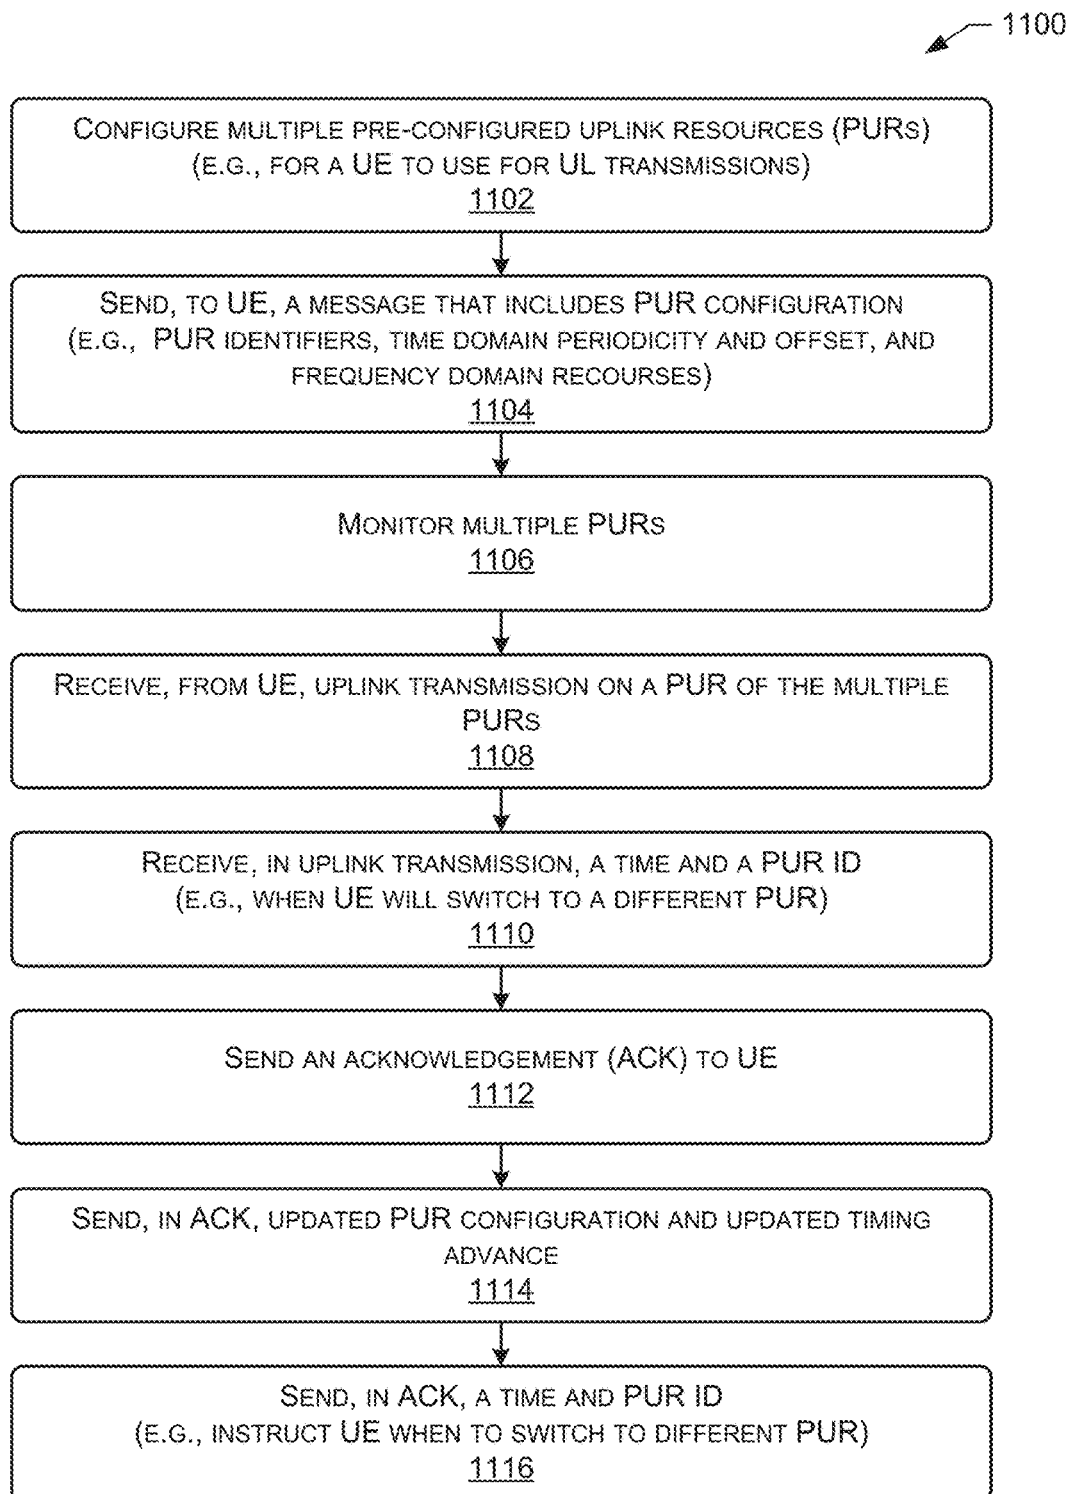 1100
CONFIGURE MULTIPLE PRE-CONFIGURED UPLINK RESOURCES (PURS)
(E.G., FOR A UE TO USE FOR UL TRANSMISSIONS)
1102
SEND, TO UE, A MESSAGE THAT INCLUDES PUR CONFIGURATION
(E.G., PUR IDENTIFIERS, TIME DOMAIN PERIODICITY AND OFFSET, AND
FREQUENCY DOMAIN RECOURSES)
1104
MONITOR MULTIPLE PURS
1106
RECEIVE, FROM UE, UPLINK TRANSMISSION ON A PUR OF THE MULTIPLE
PURS
1108
RECEIVE, IN UPLINK TRANSMISSION, A TIME AND A PUR ID
(E.G., WHEN UE WILL SWITCH TO A DIFFERENT PUR)
1110
SEND AN ACKNOWLEDGEMENT (ACK) TO UE
1112
SEND, IN ACK, UPDATED PUR CONFIGURATION AND UPDATED TIMING
ADVANCE
1114
SEND, IN ACK, A TIME AND PUR ID
(E.G., INSTRUCT UE WHEN TO SWITCH TO DIFFERENT PUR)
1116